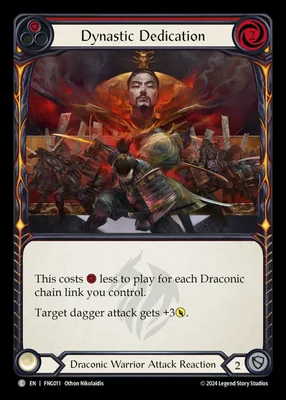 Dynastic Dedication
This costs less to play for each Draconic
chain link you control.
Target dagger attack gets +3.
Draconic Warrior Attack Reaction
2
C EN | FNG011 Othon Nikolaidis
© 2024 Legend Story Studios